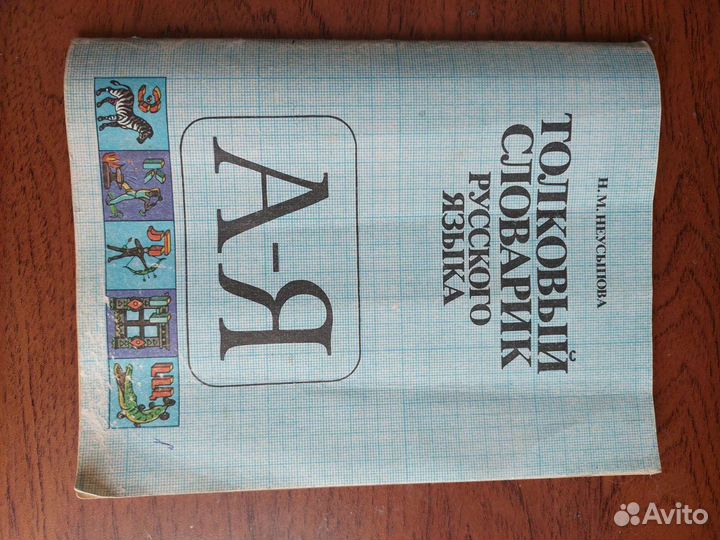 Н. М. НЕУСЫПОВА
ТОЛКОВЫЙ
СЛОВАРИК
РУССКОГО
ЯЗЫКА
А-Я
З К Л Н Щ
Avito